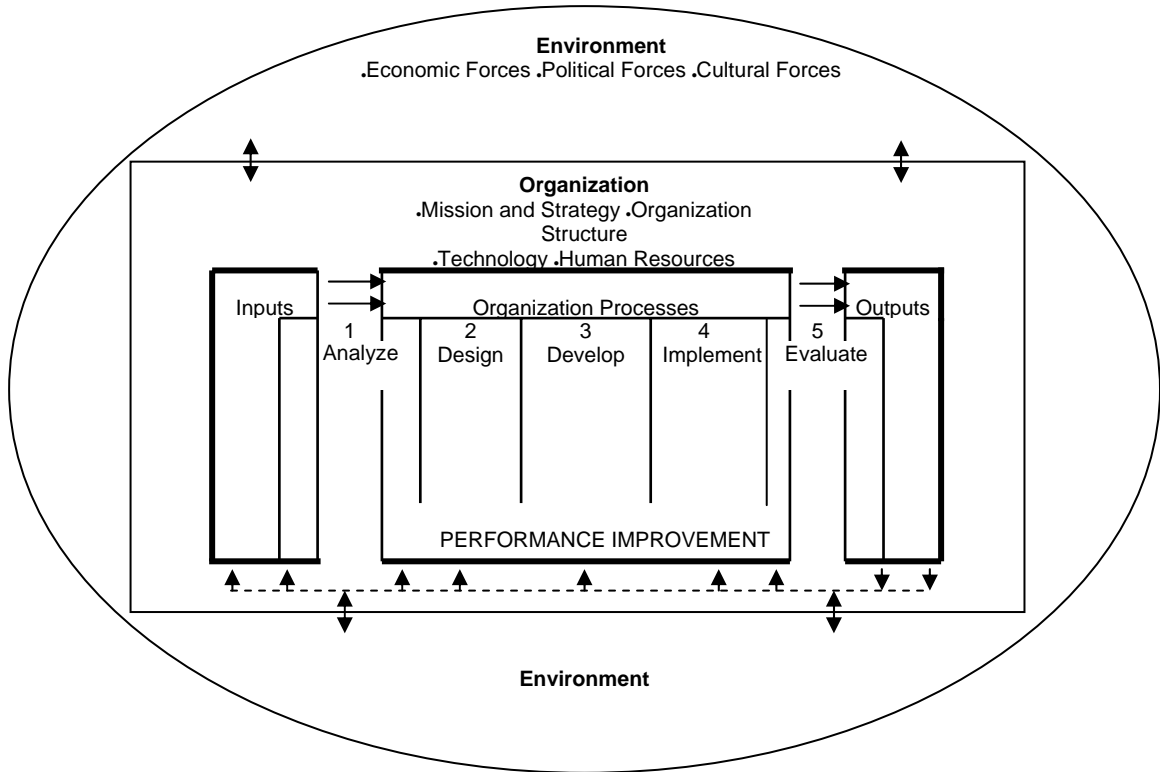 Environment
.Economic Forces .Political Forces .Cultural Forces
Organization
.Mission and Strategy .Organization
Structure
.Technology .Human Resources
Inputs
Organization Processes
Outputs
1
Analyze
2
Design
3
Develop
4
Implement
5
Evaluate
PERFORMANCE IMPROVEMENT
Environment